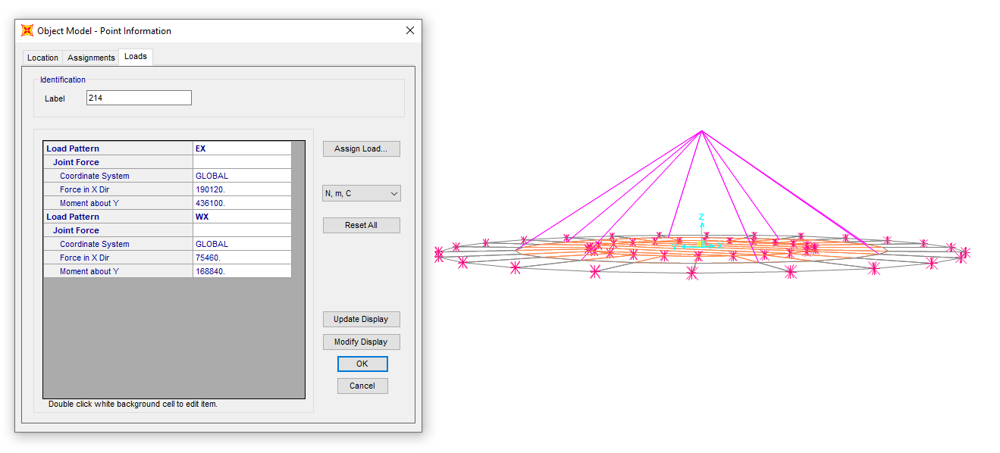 Object Model - Point Information
Location Assignments Loads
Identification
Label 214
Load Pattern EX
Joint Force
Coordinate System GLOBAL
Force in X Dir 190120.
Moment about Y 436100.
Load Pattern WX
Joint Force
Coordinate System GLOBAL
Force in X Dir 75460.
Moment about Y 168840.
Assign Load...
N, m, C
Reset All
Update Display
Modify Display
OK
Cancel
Double click white background cell to edit item.
Z